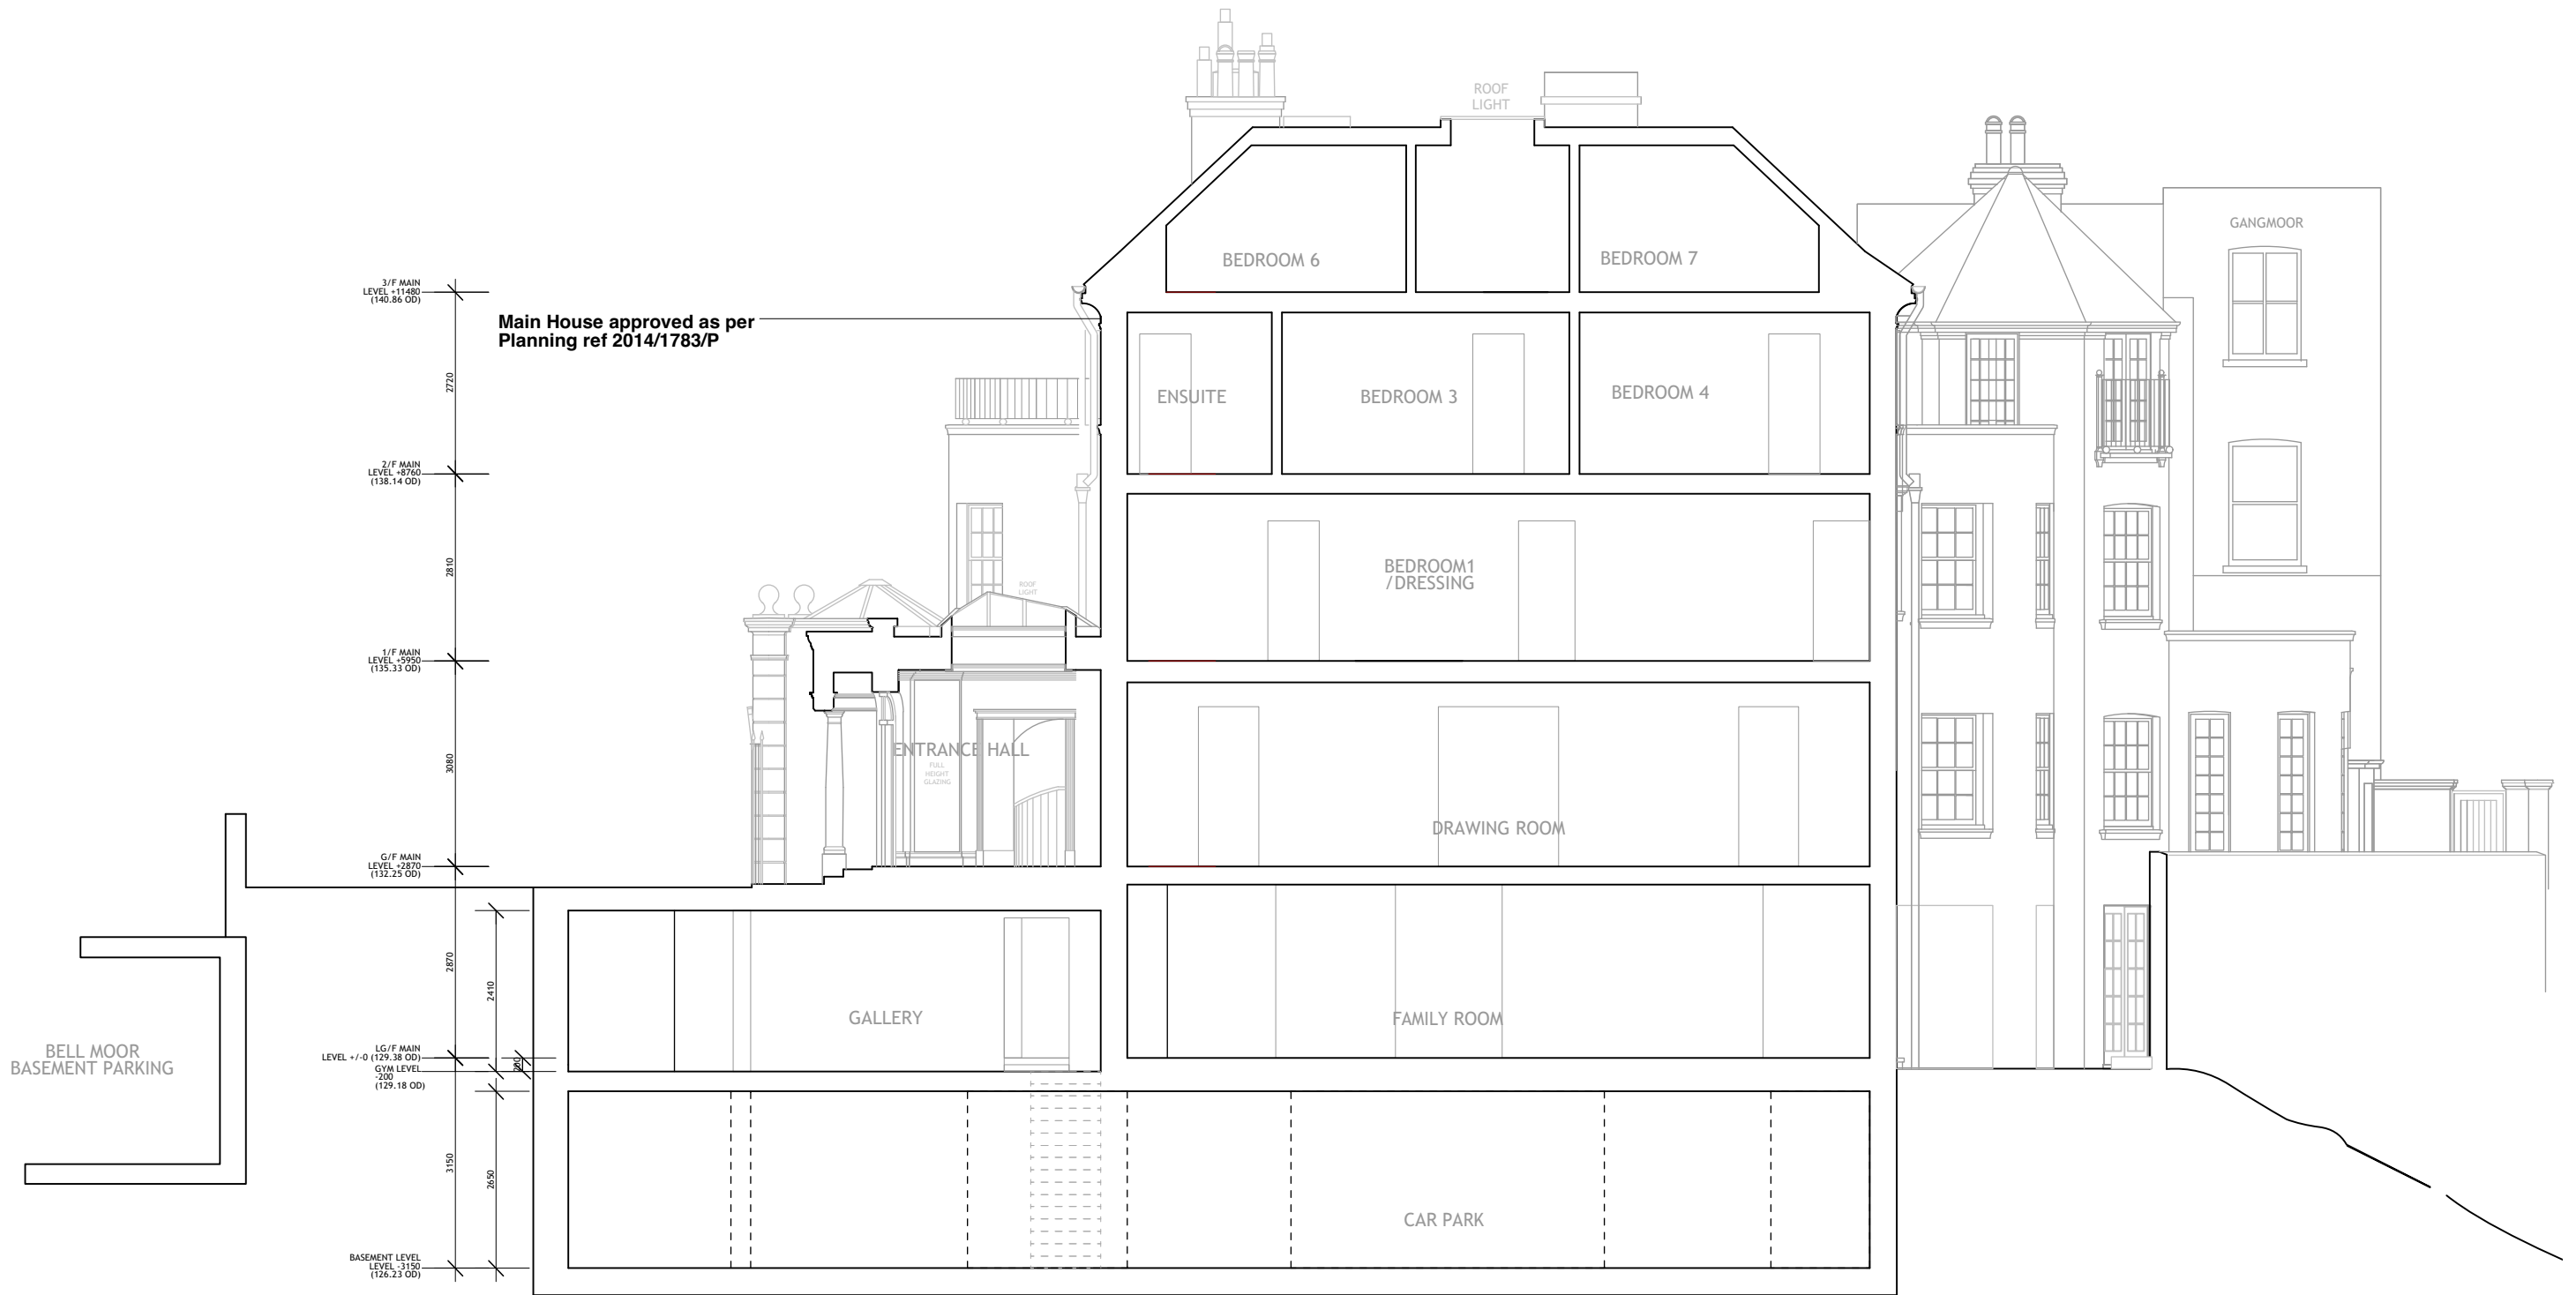 ROOF
LIGHT
GANGMOOR
BEDROOM 6
BEDROOM 7
3/F MAIN
LEVEL +11480
(140.86 OD)
Main House approved as per
Planning ref 2014/1783/P
2720
ENSUITE
BEDROOM 3
BEDROOM 4
2/F MAIN
LEVEL +8760
(138.14 OD)
2810
BEDROOM1
/DRESSING
ROOF
LIGHT
1/F MAIN
LEVEL +5950
(135.33 OD)
3080
ENTRANCE HALL
FULL
HEIGHT
GLAZING
DRAWING ROOM
G/F MAIN
LEVEL +2870
(132.25 OD)
2870
2410
GALLERY
FAMILY ROOM
BELL MOOR
BASEMENT PARKING
LG/F MAIN
LEVEL +/-0 (129.38 OD)
200
GYM LEVEL
-200
(129.18 OD)
3150
2650
CAR PARK
BASEMENT LEVEL
LEVEL -3150
(126.23 OD)